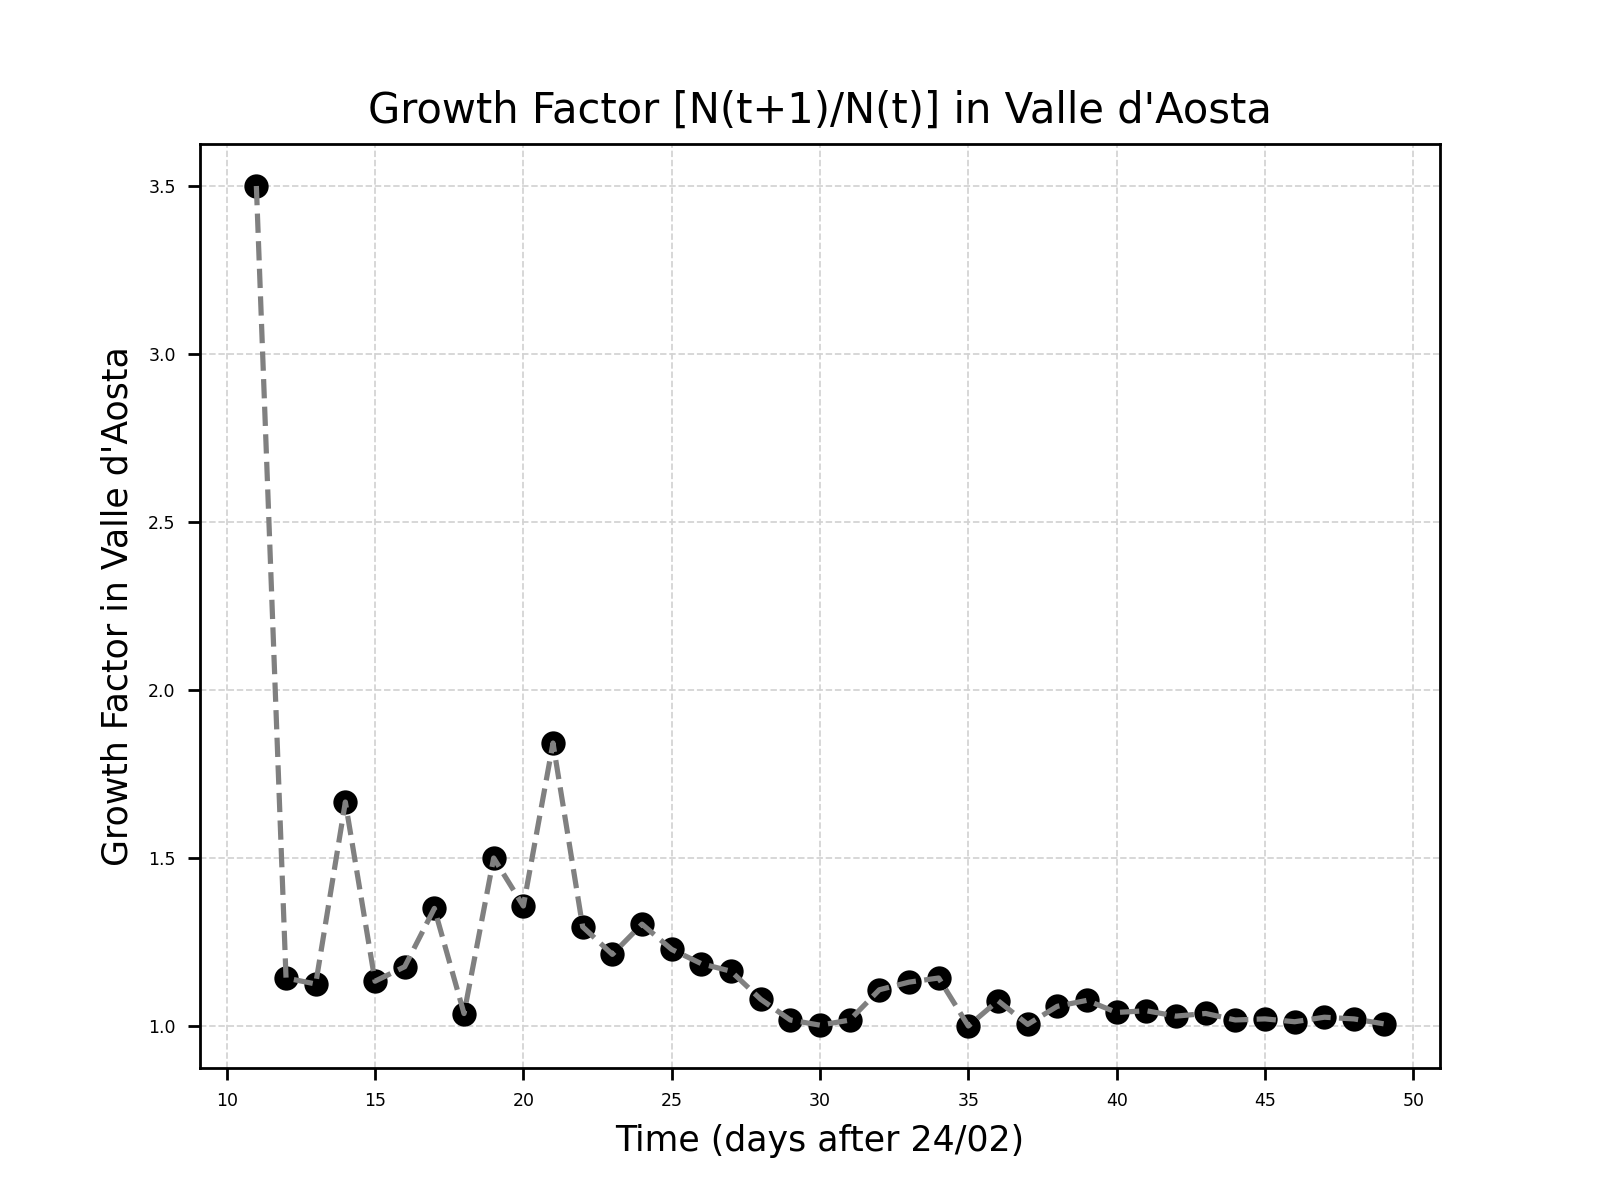 Growth Factor [N(t+1)/N(t)] in Valle d'Aosta
Growth Factor in Valle d'Aosta
3.5
3.0
2.5
2.0
1.5
1.0
10 15 20 25 30 35 40 45 50
Time (days after 24/02)